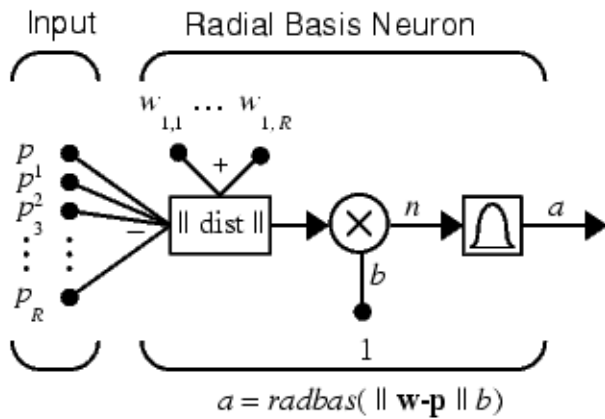 Input
Radial Basis Neuron
w1,1 ... w1,R
p1
p2
p3
pR
+
−
|| dist ||
n
a
b
1
a = radbas( || w-p || b)